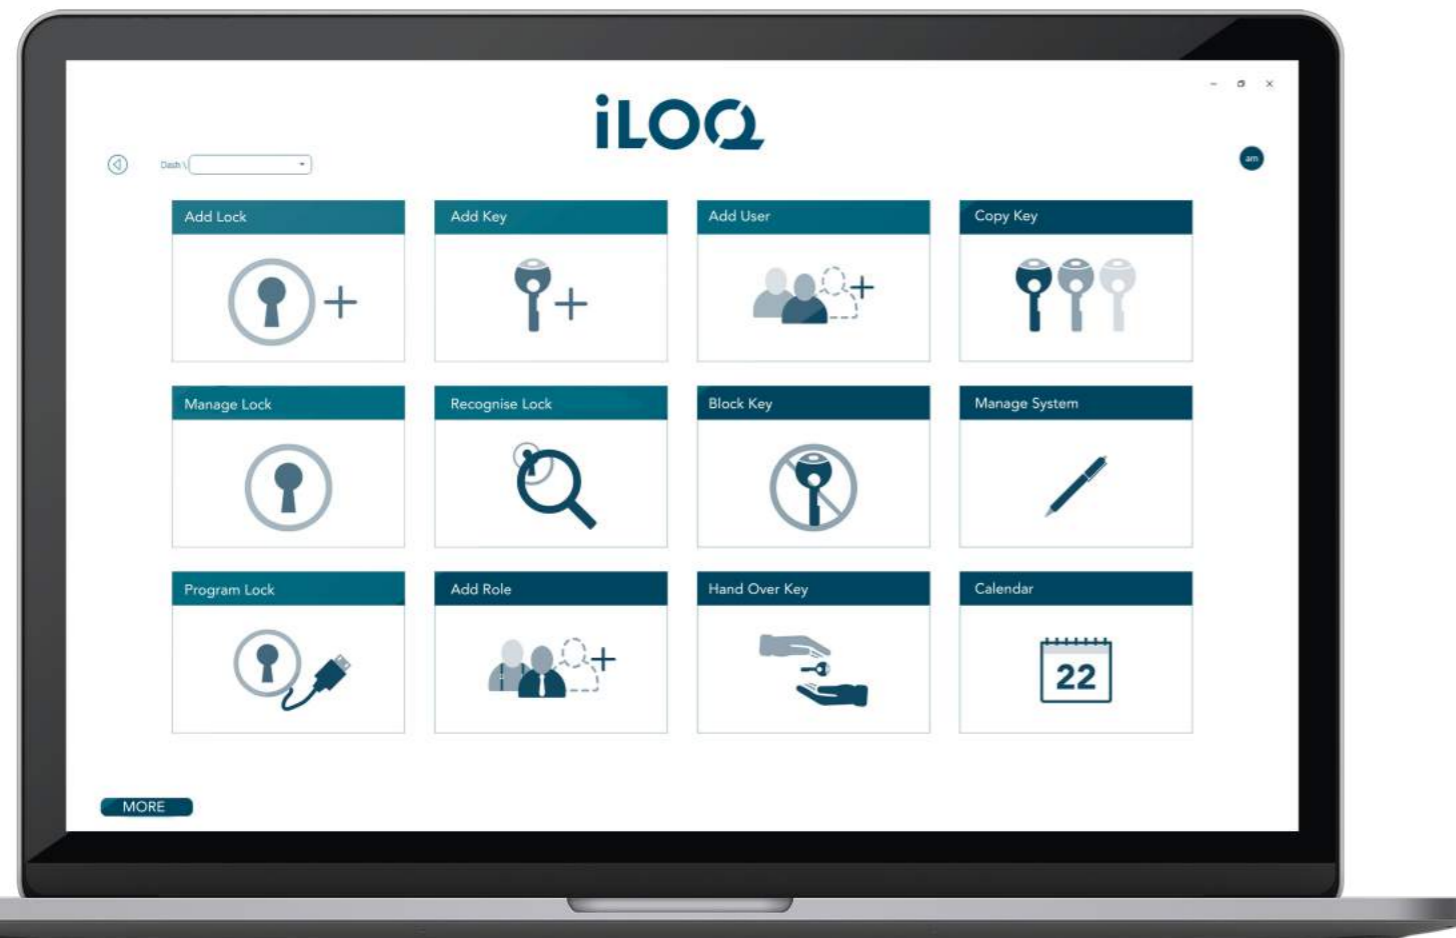 iLOQ
Dash \
am
Add Lock
Add Key
Add User
Copy Key
Manage Lock
Recognise Lock
Block Key
Manage System
Program Lock
Add Role
Hand Over Key
Calendar
22
MORE